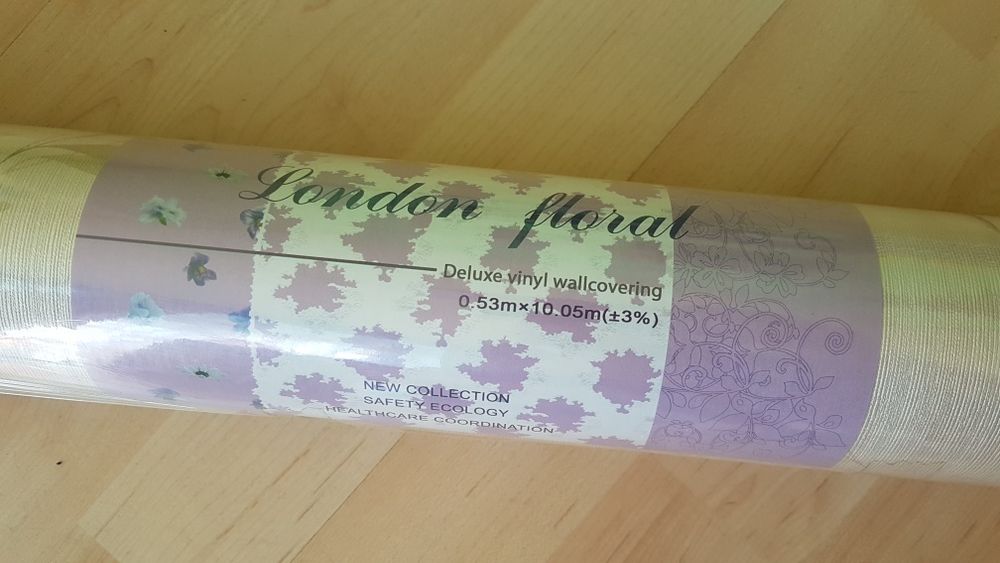 London floral
Deluxe vinyl wallcovering
0.53m×10.05m(±3%)
NEW COLLECTION
SAFETY ECOLOGY
HEALTHCARE COORDINATION